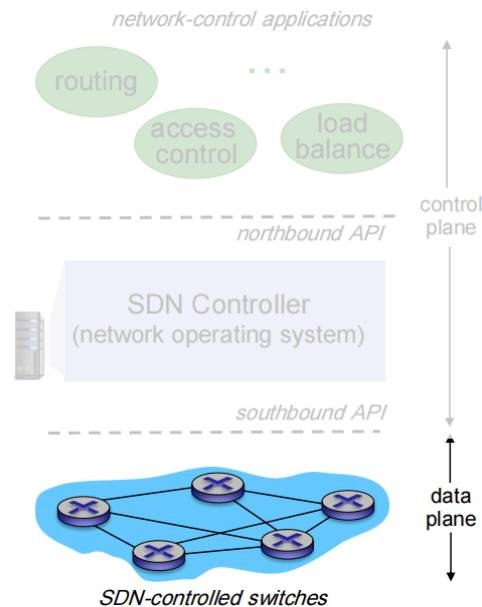 network-control applications
routing
...
access
control
load
balance
control
plane
northbound API
SDN Controller
(network operating system)
southbound API
data
plane
SDN-controlled switches